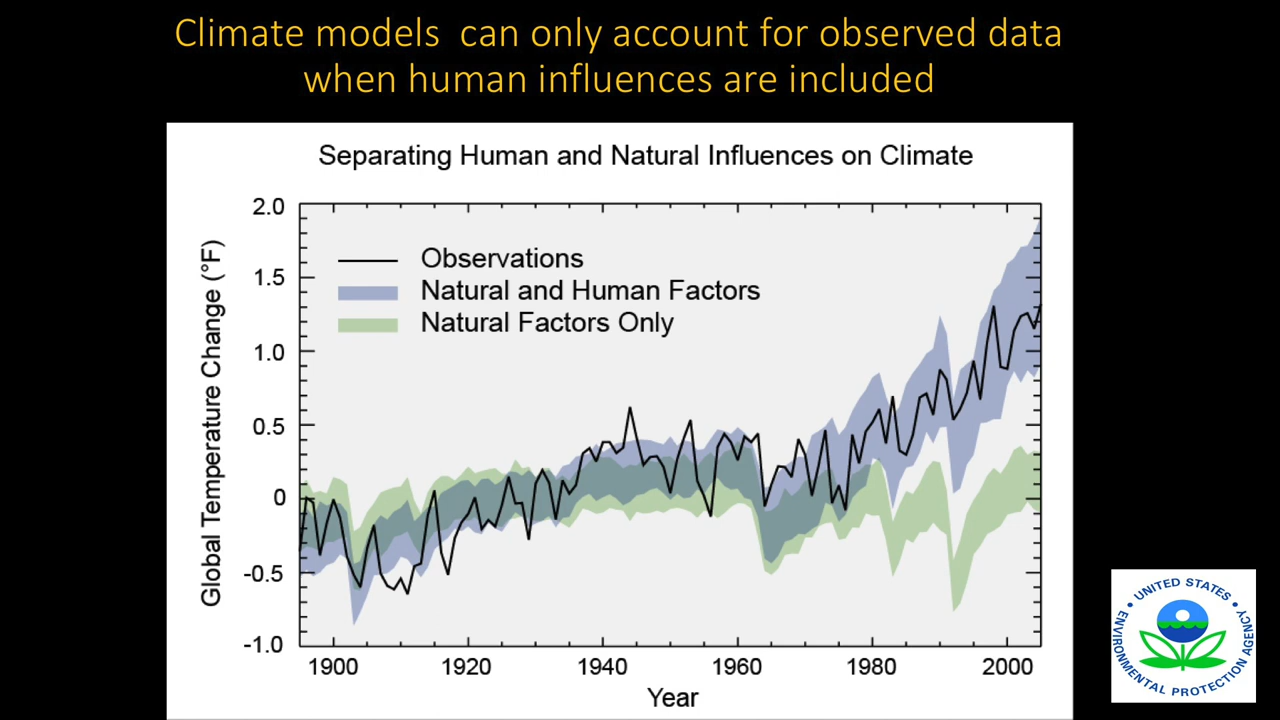 Climate models  can only account for observed data
when human influences are included
Separating Human and Natural Influences on Climate
Global Temperature Change (°F)
2.0
1.5
1.0
0.5
0
-0.5
-1.0
Observations
Natural and Human Factors
Natural Factors Only
1900 1920 1940 1960 1980 2000
Year
UNITED STATES
ENVIRONMENTAL PROTECTION AGENCY